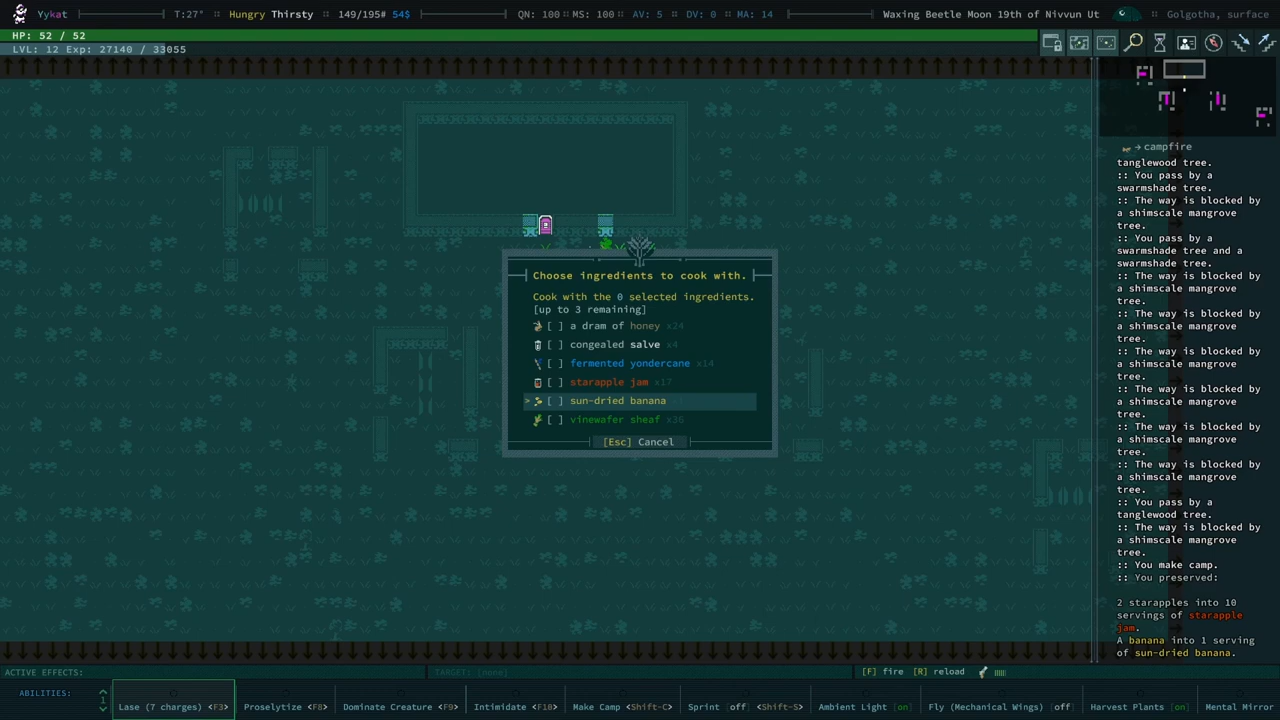 Yykat
T:27° :: Hungry Thirsty :: 149/195# 54$
QN: 100 :: MS: 100 :: AV: 5 :: DV: 0 :: MA: 14
Waxing Beetle Moon 19th of Nivvun Ut
:: Golgotha, surface
HP: 52 / 52
LVL: 12 Exp: 27140 / 33055
→ campfire
tanglewood tree.
:: You pass by a
swarmshade tree.
:: The way is blocked by
a shimscale mangrove
tree.
:: You pass by a
swarmshade tree and a
swarmshade tree.
:: The way is blocked by
a shimscale mangrove
tree.
:: The way is blocked by
a shimscale mangrove
tree.
:: The way is blocked by
a shimscale mangrove
tree.
:: The way is blocked by
a shimscale mangrove
tree.
:: The way is blocked by
a shimscale mangrove
tree.
:: The way is blocked by
a shimscale mangrove
tree.
:: You pass by a
tanglewood tree.
:: The way is blocked by
a shimscale mangrove
tree.
:: You make camp.
:: You preserved:
2 starapples into 10
servings of starapple
jam.
A banana into 1 serving
of sun-dried banana.
Choose ingredients to cook with.
Cook with the 0 selected ingredients.
[up to 3 remaining]
[ ] a dram of honey x24
[ ] congealed salve x4
[ ] fermented yondercane x14
[ ] starapple jam x17
> [ ] sun-dried banana x1
[ ] vinewafer sheaf x36
[Esc] Cancel
ACTIVE EFFECTS:
TARGET: [none]
[F] fire [R] reload
ABILITIES:
1
Lase (7 charges) <F3>
Proselytize <F8>
Dominate Creature <F9>
Intimidate <F10>
Make Camp <Shift-C>
Sprint [off] <Shift-S>
Ambient Light [on]
Fly (Mechanical Wings) [off]
Harvest Plants [on]
Mental Mirror